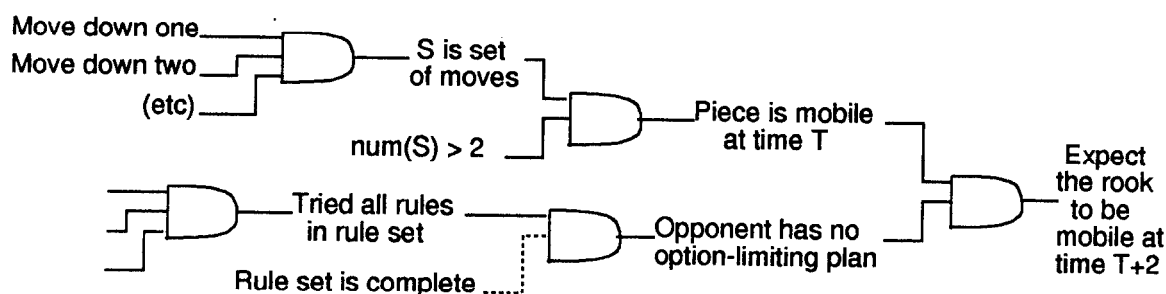 Move down one
Move down two
(etc)
S is set
of moves
num(S) > 2
Piece is mobile
at time T
Tried all rules
in rule set
Rule set is complete
Opponent has no
option-limiting plan
Expect
the rook
to be
mobile at
time T+2